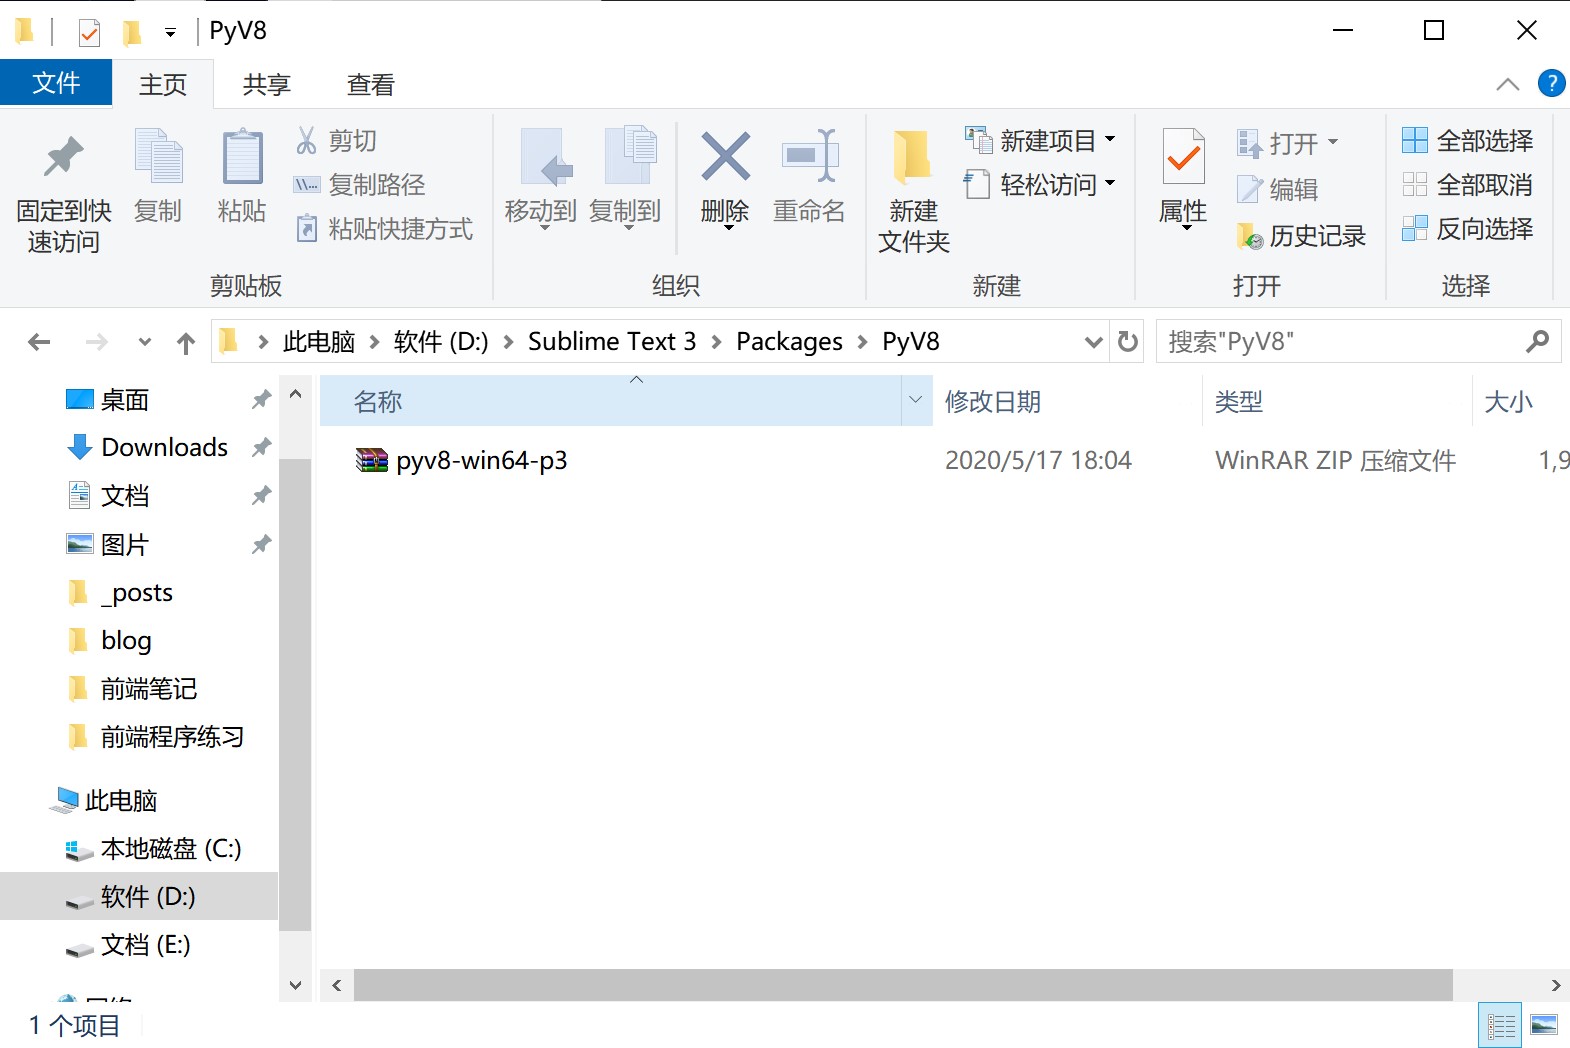 PyV8
文件 主页 共享 查看
固定到快速访问
复制
粘贴
剪切
复制路径
粘贴快捷方式
剪贴板
移动到
复制到
删除
重命名
组织
新建文件夹
新建项目
轻松访问
新建
属性
打开
编辑
历史记录
打开
全部选择
全部取消
反向选择
选择
此电脑 软件 (D:) Sublime Text 3 Packages PyV8
搜索"PyV8"
桌面
Downloads
文档
图片
_posts
blog
前端笔记
前端程序练习
此电脑
本地磁盘 (C:)
软件 (D:)
文档 (E:)
名称 修改日期 类型 大小
pyv8-win64-p3 2020/5/17 18:04 WinRAR ZIP 压缩文件 1,9
1 个项目